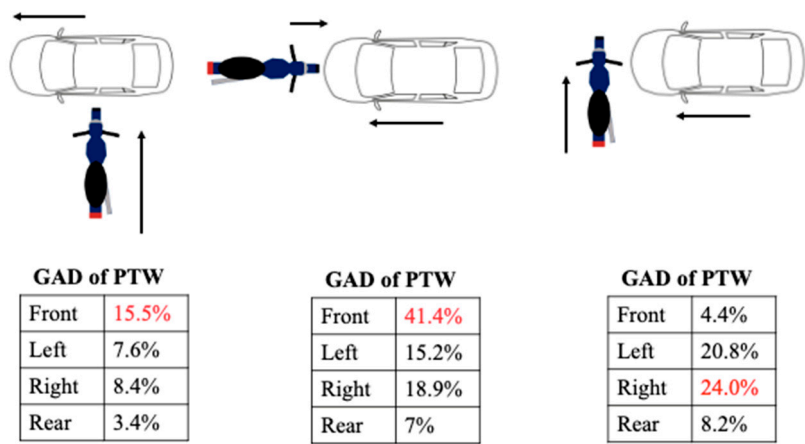 GAD of PTW
Front 15.5%
Left 7.6%
Right 8.4%
Rear 3.4%
GAD of PTW
Front 41.4%
Left 15.2%
Right 18.9%
Rear 7%
GAD of PTW
Front 4.4%
Left 20.8%
Right 24.0%
Rear 8.2%